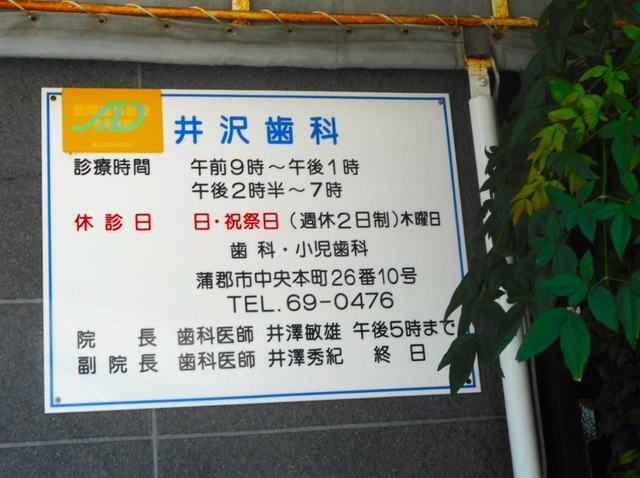 井沢歯科
診療時間 午前9時～午後1時
午後2時半～7時
休診日 日・祝祭日 (週休2日制)木曜日
歯科・小児歯科
蒲郡市中央本町26番10号
TEL.69-0476
院長 歯科医師 井澤敏雄 午後5時まで
副院長 歯科医師 井澤秀紀 終日